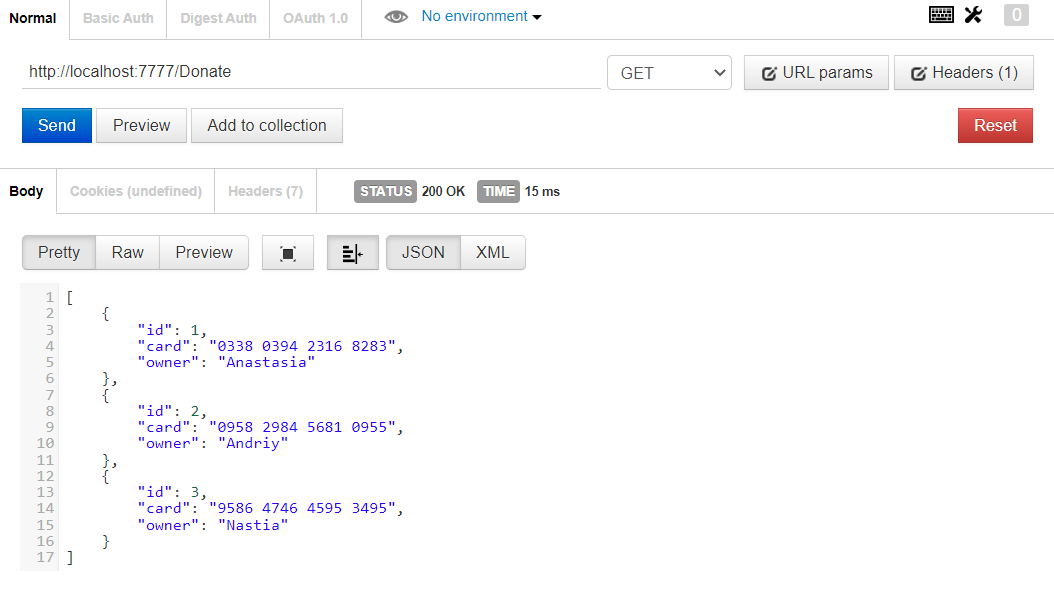 Normal Basic Auth Digest Auth OAuth 1.0 No environment 0
http://localhost:7777/Donate GET URL params Headers (1)
Send Preview Add to collection Reset
Body Cookies (undefined) Headers (7) STATUS 200 OK TIME 15 ms
Pretty Raw Preview JSON XML
1 [
2 {
3 "id": 1,
4 "card": "0338 0394 2316 8283",
5 "owner": "Anastasia"
6 },
7 {
8 "id": 2,
9 "card": "0958 2984 5681 0955",
10 "owner": "Andriy"
11 },
12 {
13 "id": 3,
14 "card": "9586 4746 4595 3495",
15 "owner": "Nastia"
16 }
17 ]